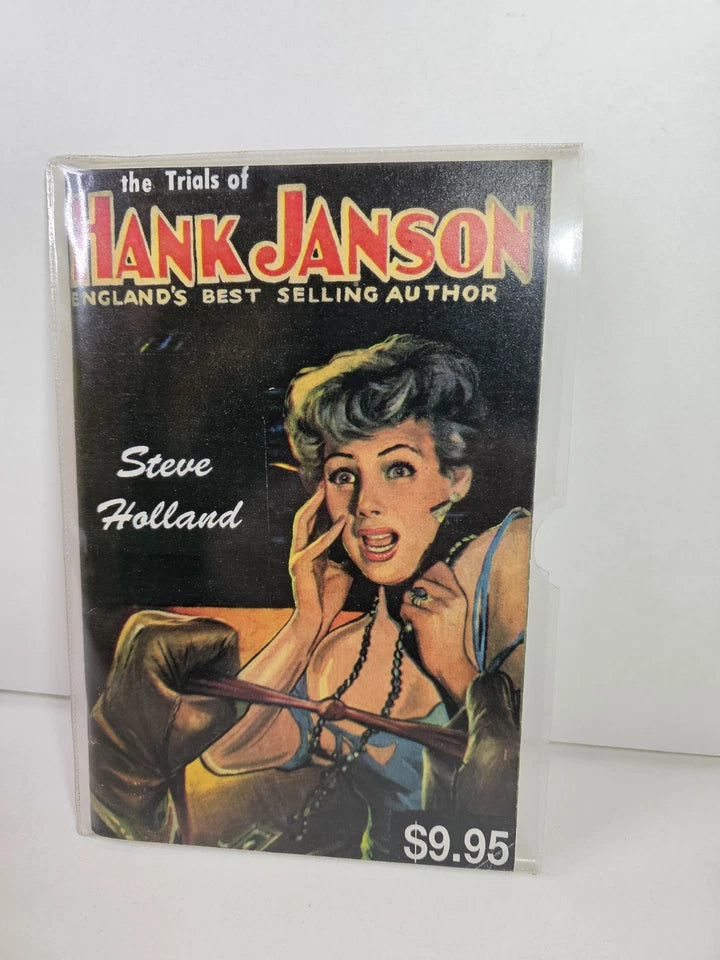 the Trials of
HANK JANSON
ENGLAND'S BEST SELLING AUTHOR
Steve
Holland
$9.95